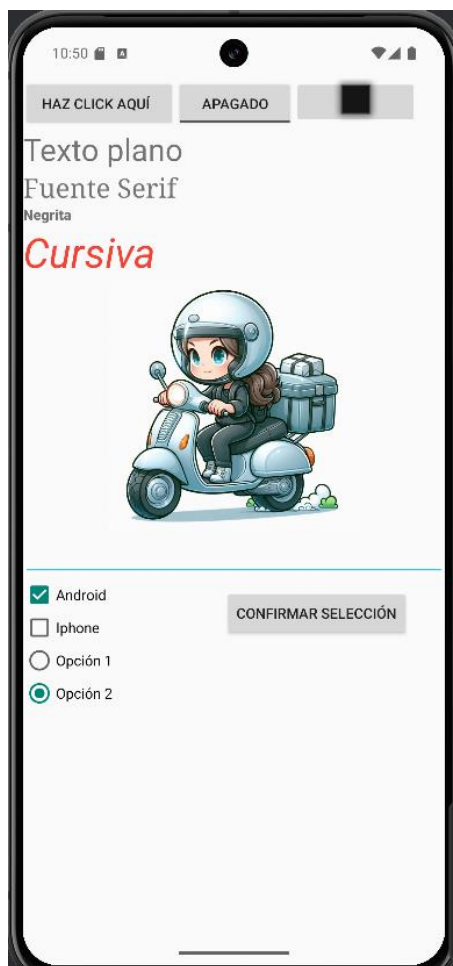 10:50
HAZ CLICK AQUÍ APAGADO
Texto plano
Fuente Serif
Negrita
Cursiva
Android
Iphone
CONFIRMAR SELECCIÓN
Opción 1
Opción 2